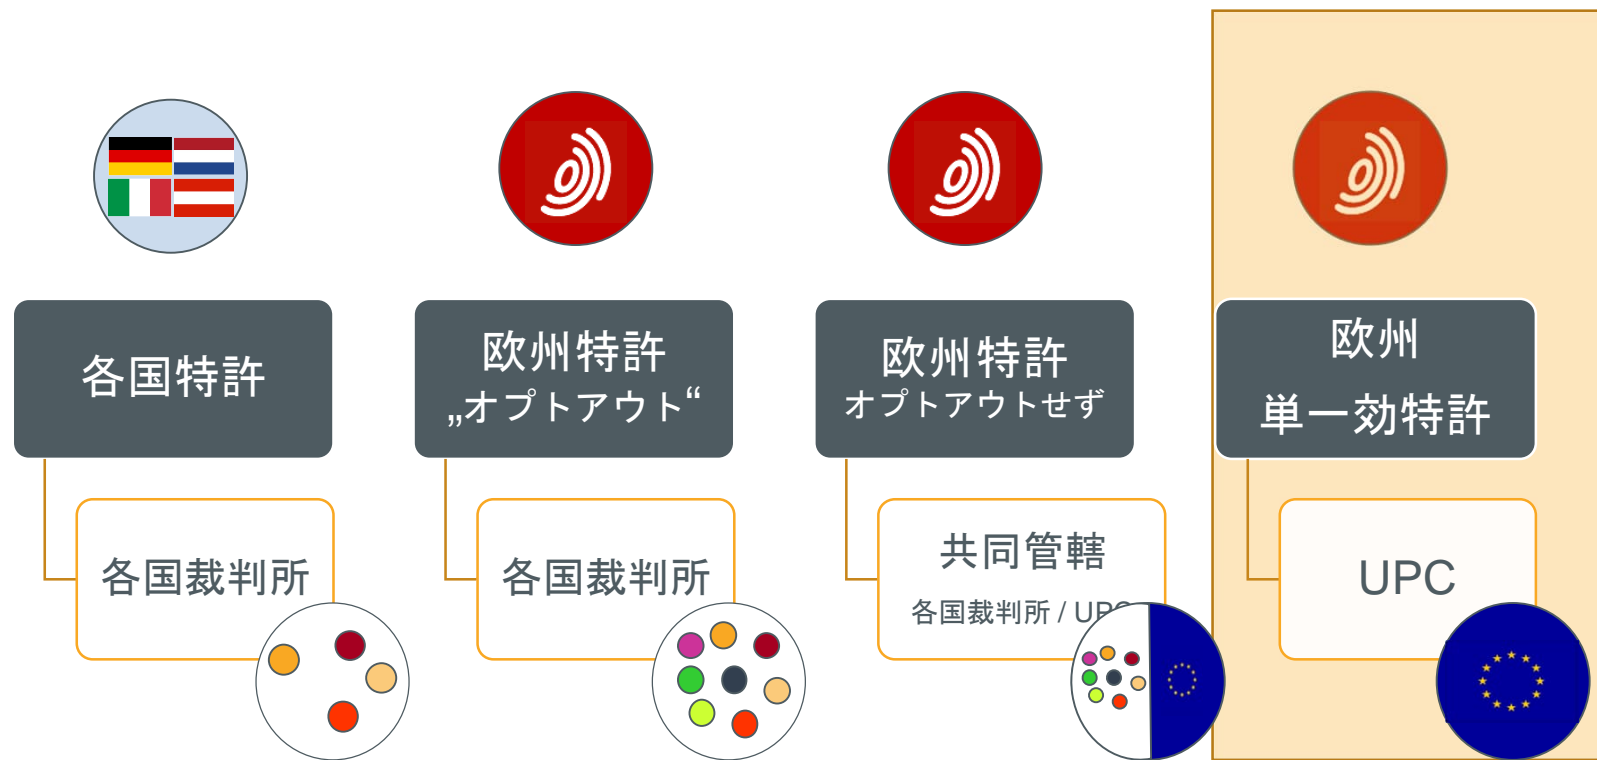 各国特許
各国裁判所
欧州特許
„オプトアウト“
各国裁判所
欧州特許
オプトアウトせず
共同管轄
各国裁判所 / UPC
欧州
単一効特許
UPC